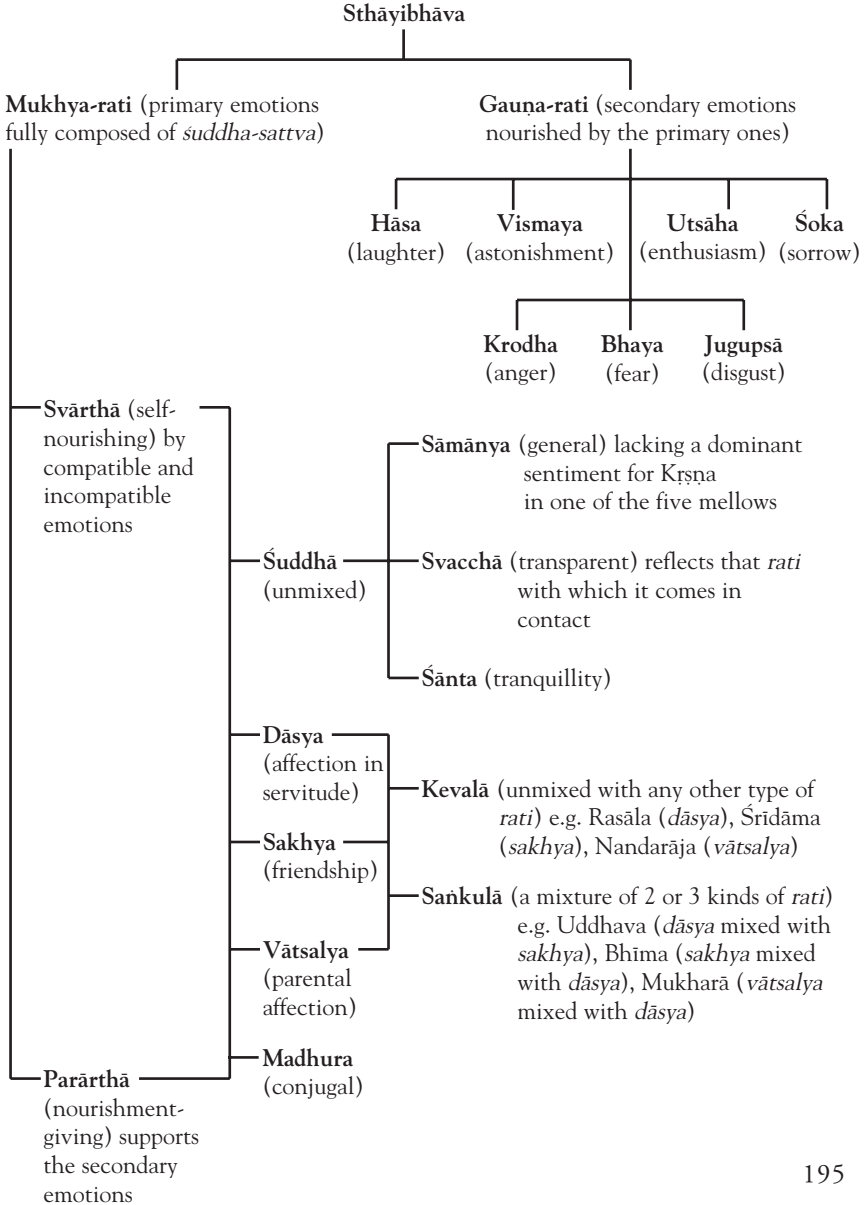 Sthāyibhāva
Mukhya-rati (primary emotions
fully composed of śuddha-sattva)
Gauṇa-rati (secondary emotions
nourished by the primary ones)
Hāsa
(laughter)
Vismaya
(astonishment)
Utsāha
(enthusiasm)
Śoka
(sorrow)
Krodha
(anger)
Bhaya
(fear)
Jugupsā
(disgust)
Svārthā (self-
nourishing) by
compatible and
incompatible
emotions
Śuddhā
(unmixed)
Sāmānya (general) lacking a dominant
sentiment for Kṛṣṇa
in one of the five mellows
Svacchā (transparent) reflects that rati
with which it comes in
contact
Śānta (tranquillity)
Dāsya
(affection in
servitude)
Sakhya
(friendship)
Vātsalya
(parental
affection)
Kevalā (unmixed with any other type of
rati) e.g. Rasāla (dāsya), Śrīdāma
(sakhya), Nandarāja (vātsalya)
Saṅkulā (a mixture of 2 or 3 kinds of rati)
e.g. Uddhava (dāsya mixed with
sakhya), Bhīma (sakhya mixed
with dāsya), Mukharā (vātsalya
mixed with dāsya)
Madhura
(conjugal)
Parārthā
(nourishment-
giving) supports
the secondary
emotions
195